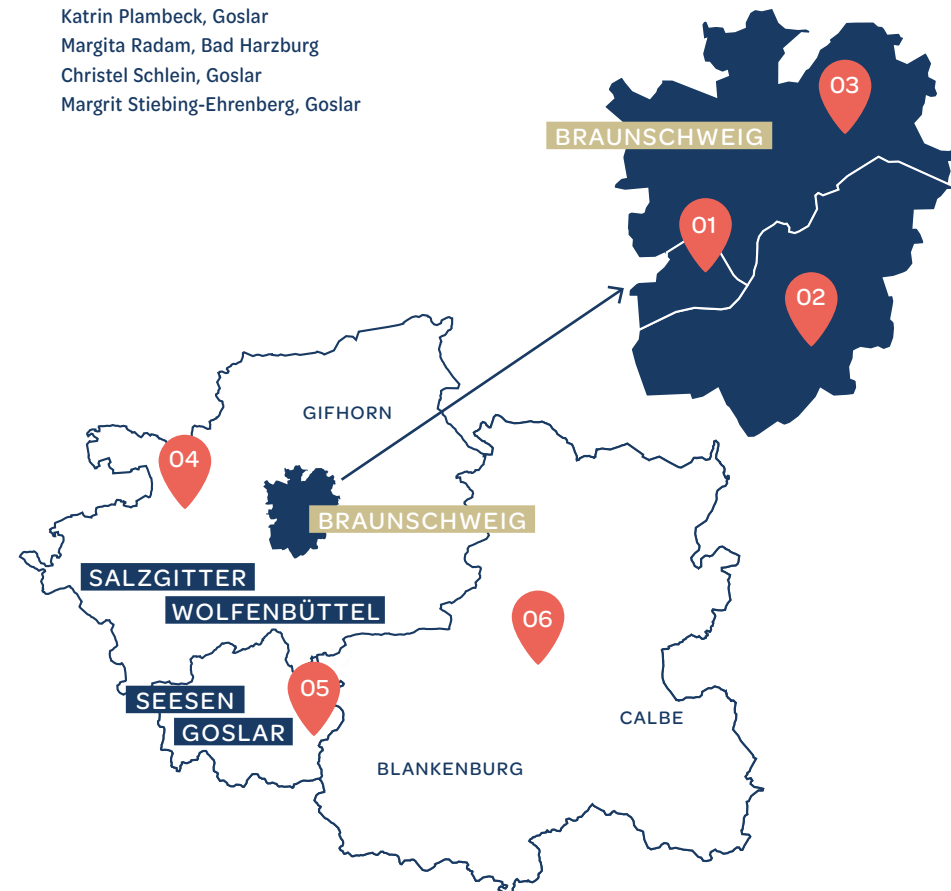 Katrin Plambeck, Goslar
Margita Radam, Bad Harzburg
Christel Schlein, Goslar
Margrit Stiebing-Ehrenberg, Goslar
03
BRAUNSCHWEIG
01
02
GIFHORN
04
BRAUNSCHWEIG
SALZGITTER
WOLFENBÜTTEL
06
05
SEESEN
GOSLAR
CALBE
BLANKENBURG